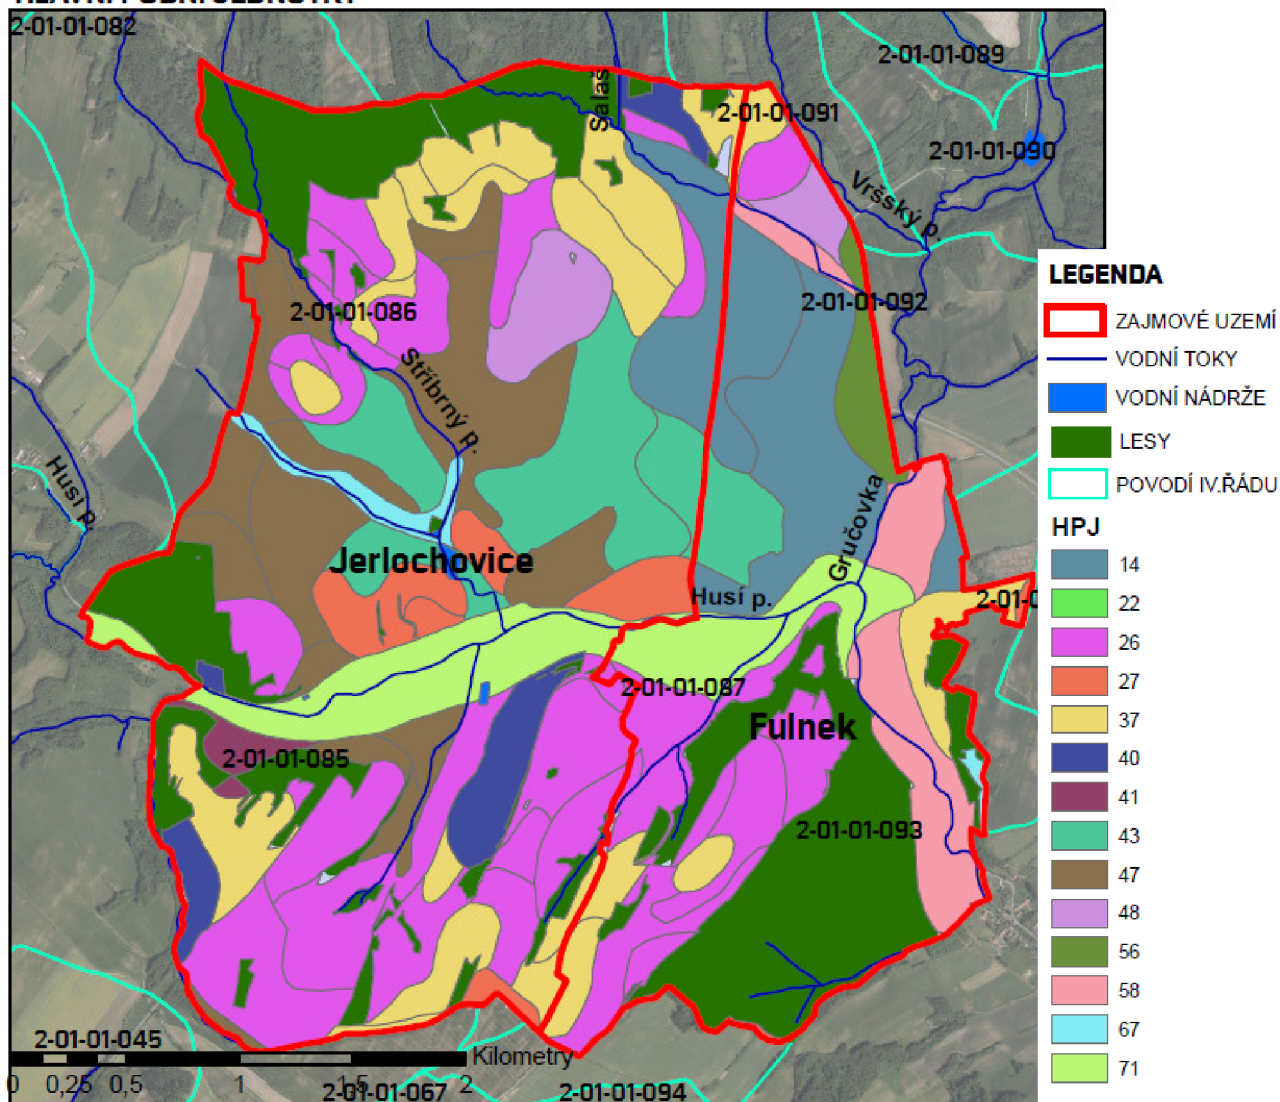 HLAVNÍ PŮDNÍ JEDNOTKY
2-01-01-082
2-01-01-089
Salaš
2-01-01-091
2-01-01-090
Vršský p.
2-01-01-086
2-01-01-092
Stříbrný P.
Husí p.
Jerlochovice
Gručovka
Husí p.
2-01-0
2-01-01-087
Fulnek
2-01-01-085
2-01-01-093
2-01-01-045
Kilometry
0 0,25 0,5 1 1,5 2
2-01-01-067
2-01-01-094
LEGENDA
ZAJMOVÉ UZEMÍ
VODNÍ TOKY
VODNÍ NÁDRŽE
LESY
POVODÍ IV.ŘÁDU
HPJ
14
22
26
27
37
40
41
43
47
48
56
58
67
71